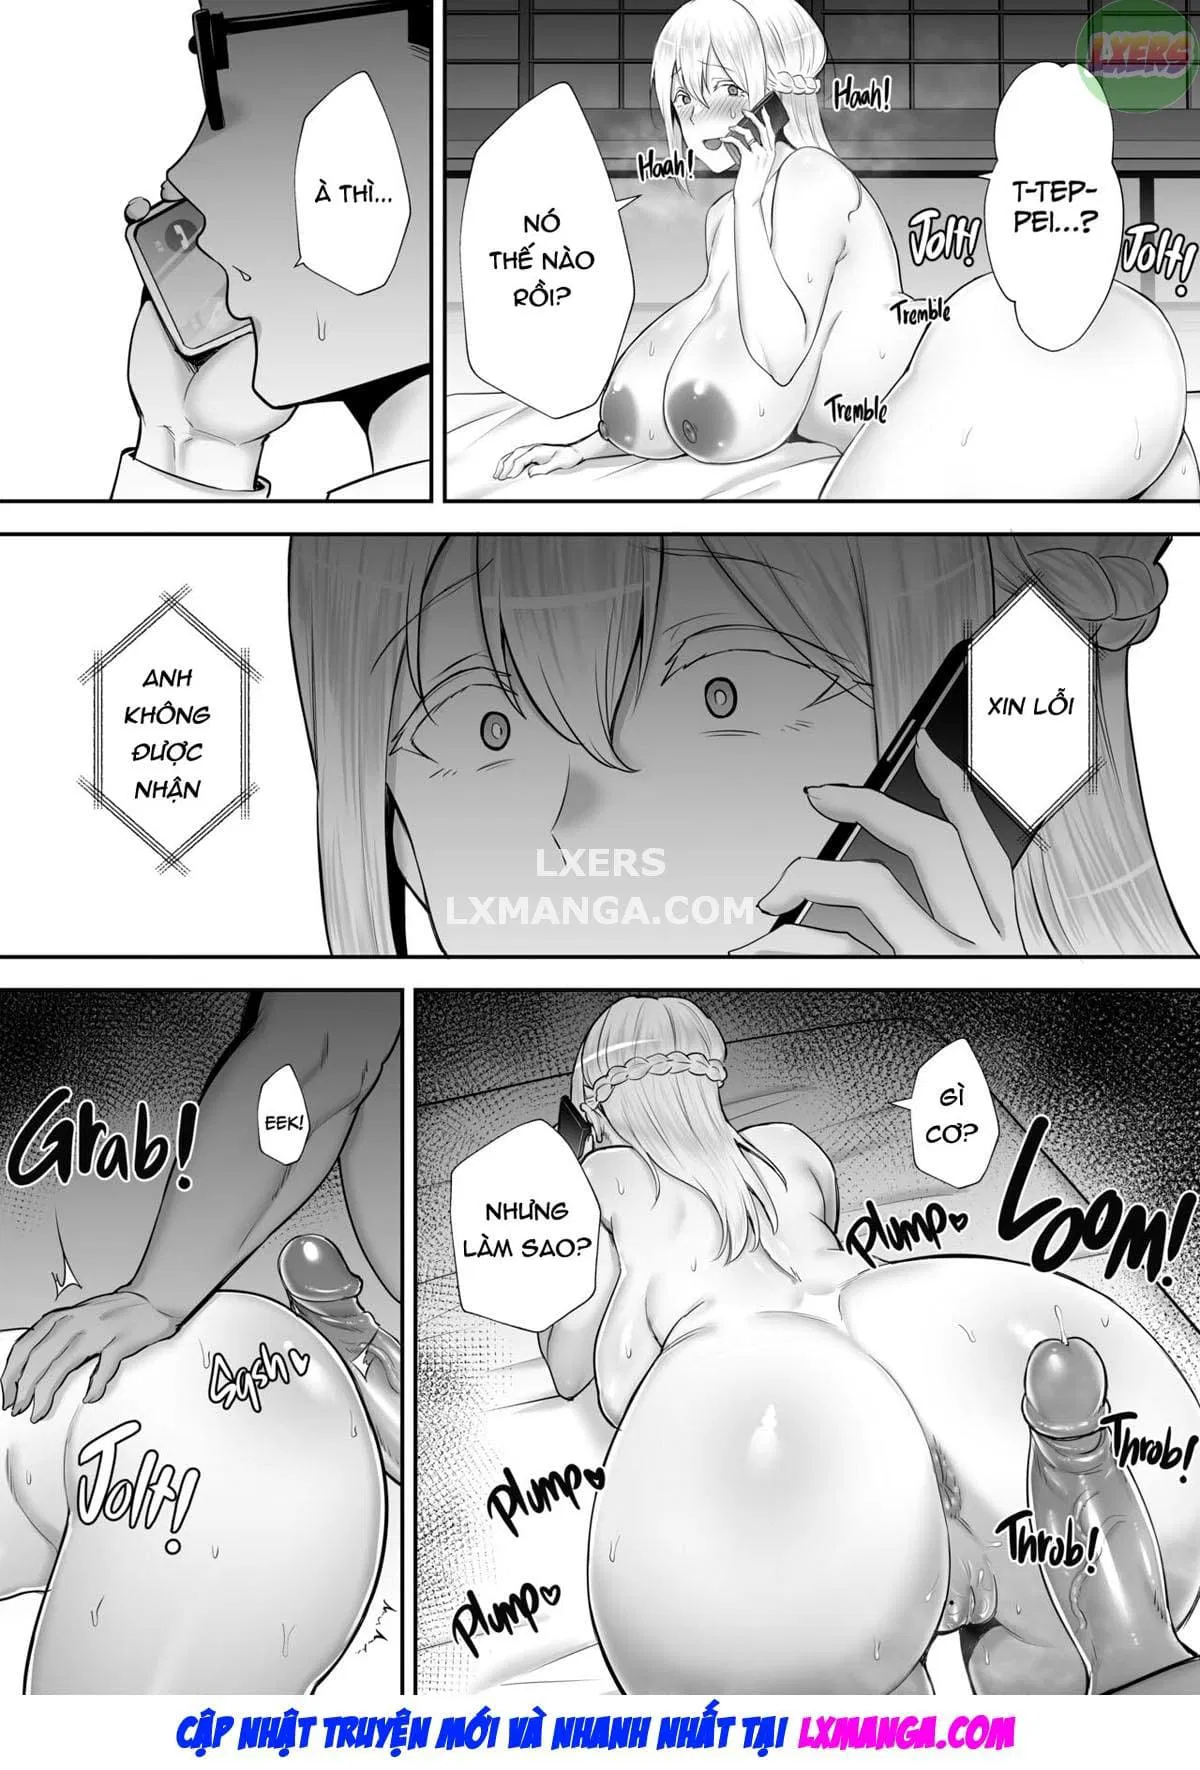 LXERS
Haah!
T-TEP-
PEI...?
Haah!
NÓ
THẾ NÀO
RỒI?
Jolt!
Jolt!
Tremble
Tremble
À THÌ...
XIN LỖI
ANH
KHÔNG
ĐƯỢC
NHẬN
LXERS
LXMANGA.COM
GÌ
CƠ?
NHƯNG
LÀM SAO?
Loom!
Plump
Throb!
Throb!
Plump
Plump
Grab!
EEK!
Sqsh
Jolt!
CẬP NHẬT TRUYỆN MỚI VÀ NHANH NHẤT TẠI LXMANGA.COM